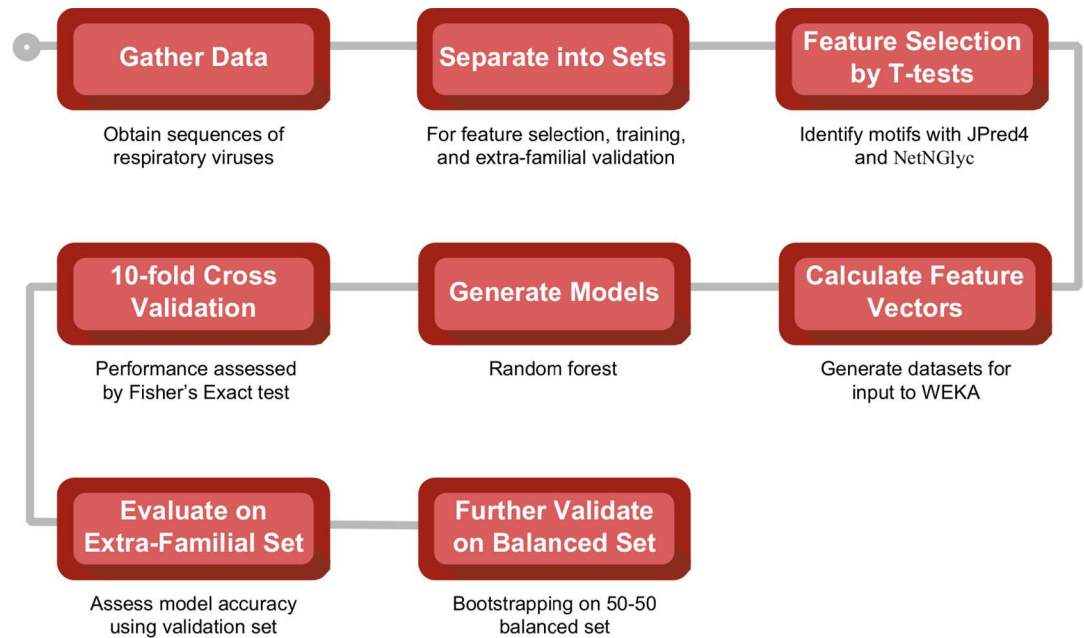 Gather Data
Obtain sequences of
respiratory viruses
Separate into Sets
For feature selection, training,
and extra-familial validation
Feature Selection
by T-tests
Identify motifs with JPred4
and NetNGlyc
10-fold Cross
Validation
Performance assessed
by Fisher's Exact test
Generate Models
Random forest
Calculate Feature
Vectors
Generate datasets for
input to WEKA
Evaluate on
Extra-Familial Set
Assess model accuracy
using validation set
Further Validate
on Balanced Set
Bootstrapping on 50-50
balanced set